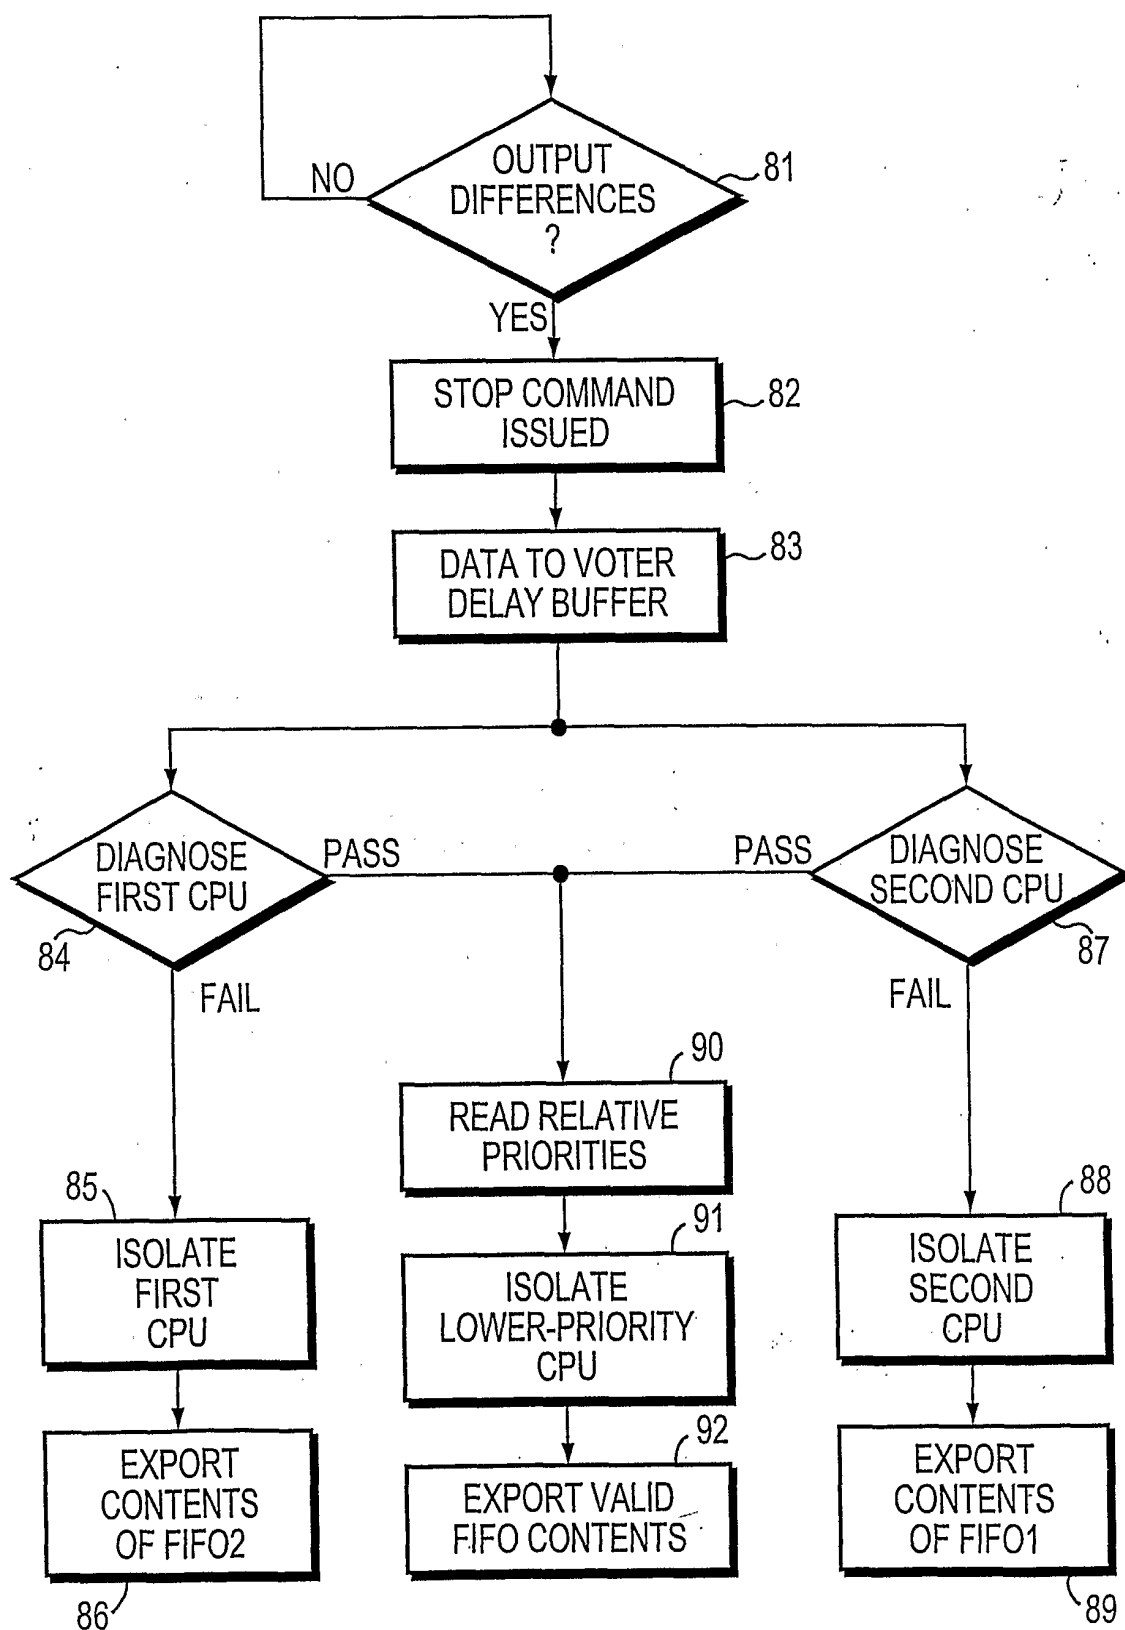 OUTPUT
DIFFERENCES
?
81
NO
YES
STOP COMMAND
ISSUED
82
DATA TO VOTER
DELAY BUFFER
83
DIAGNOSE
FIRST CPU
84
PASS
FAIL
PASS
DIAGNOSE
SECOND CPU
87
FAIL
90
READ RELATIVE
PRIORITIES
85
ISOLATE
FIRST
CPU
91
ISOLATE
LOWER-PRIORITY
CPU
88
ISOLATE
SECOND
CPU
EXPORT
CONTENTS
OF FIFO2
86
92
EXPORT VALID
FIFO CONTENTS
EXPORT
CONTENTS
OF FIFO1
89